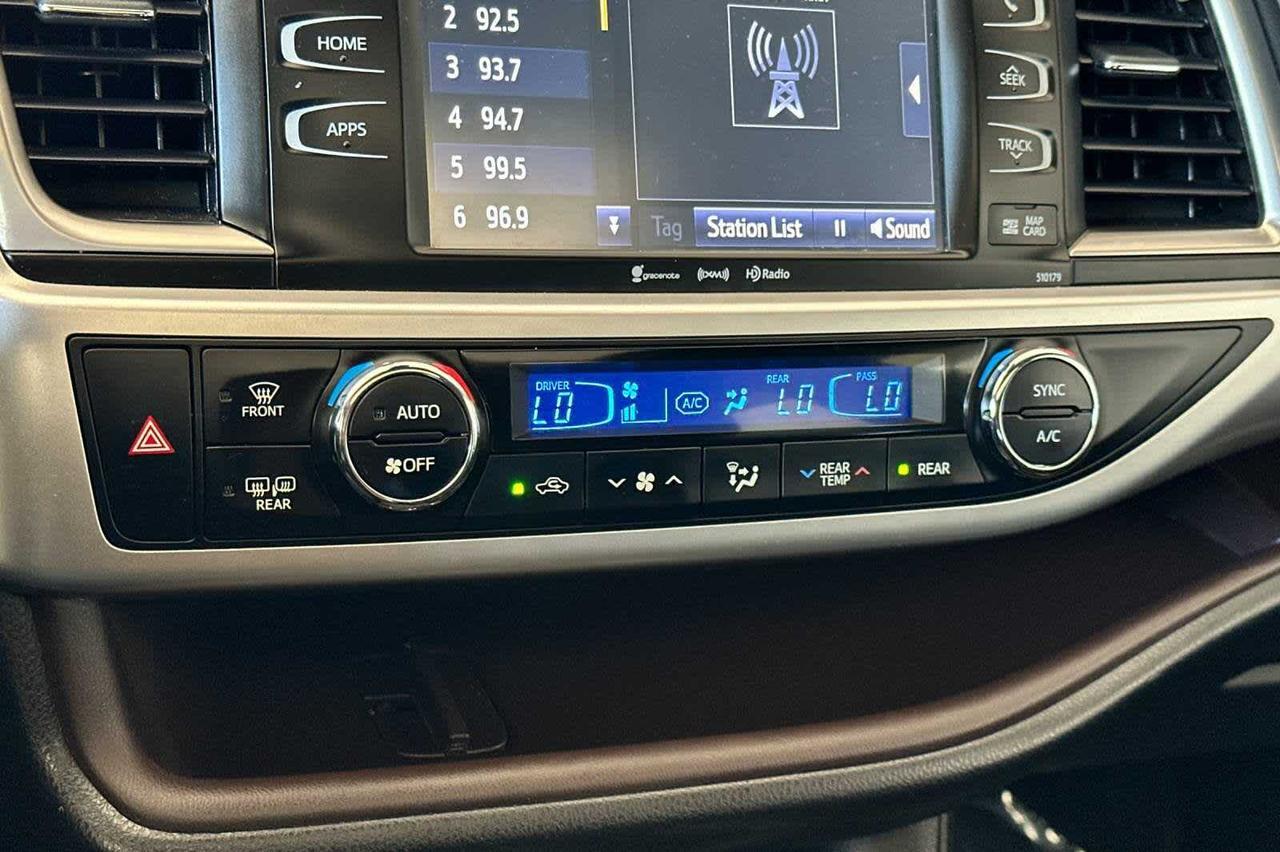 HOME
APPS
2 92.5
3 93.7
4 94.7
5 99.5
6 96.9
Tag
Station List
Sound
SEEK
TRACK
MAP
CARD
gracenote
((XM))
HD Radio
510179
FRONT
REAR
AUTO
OFF
DRIVER
LO
A/C
REAR
LO
PASS
LO
REAR
TEMP
REAR
SYNC
A/C